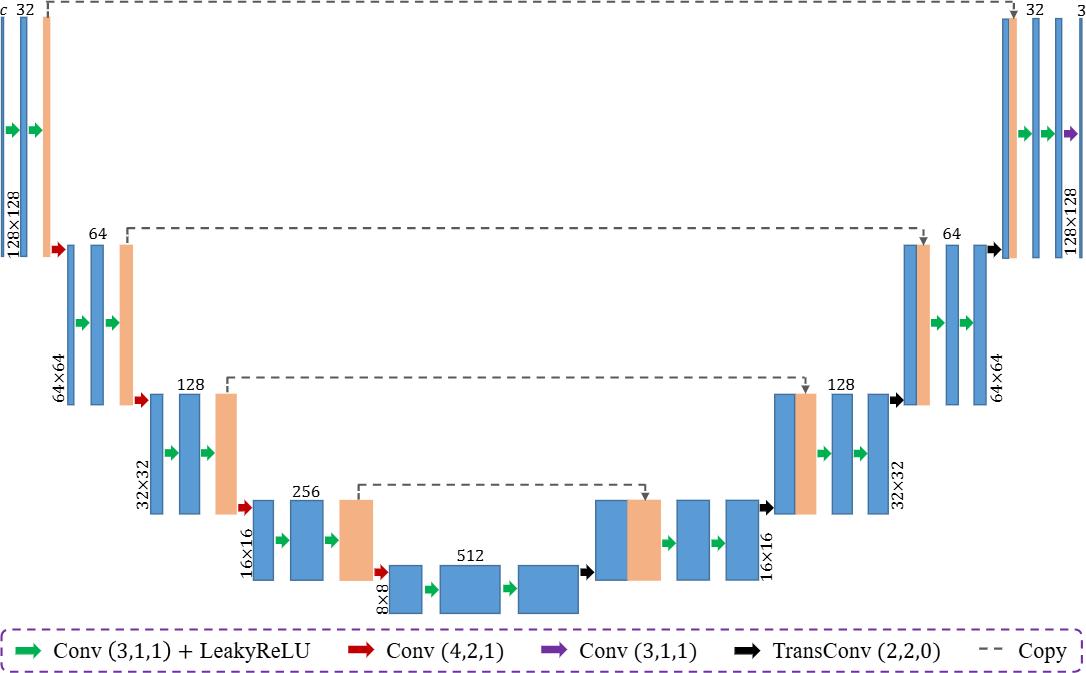 c 32
128×128
64
64×64
128
32×32
256
16×16
512
8×8
16×16
128
32×32
64
64×64
32
3
128×128
Conv (3,1,1) + LeakyReLU
Conv (4,2,1)
Conv (3,1,1)
TransConv (2,2,0)
Copy